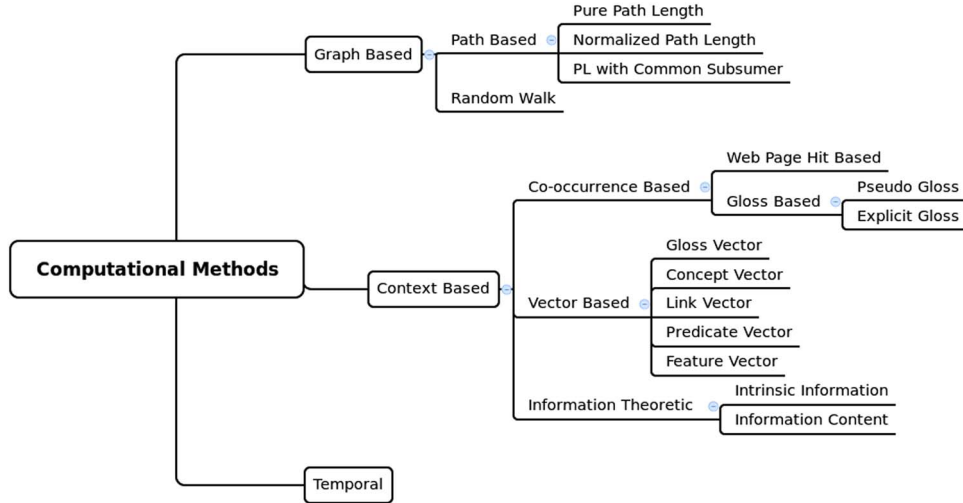 Pure Path Length
Graph Based
Path Based
Normalized Path Length
PL with Common Subsumer
Random Walk
Web Page Hit Based
Co-occurrence Based
Gloss Based
Pseudo Gloss
Explicit Gloss
Computational Methods
Context Based
Gloss Vector
Concept Vector
Vector Based
Link Vector
Predicate Vector
Feature Vector
Information Theoretic
Intrinsic Information
Information Content
Temporal